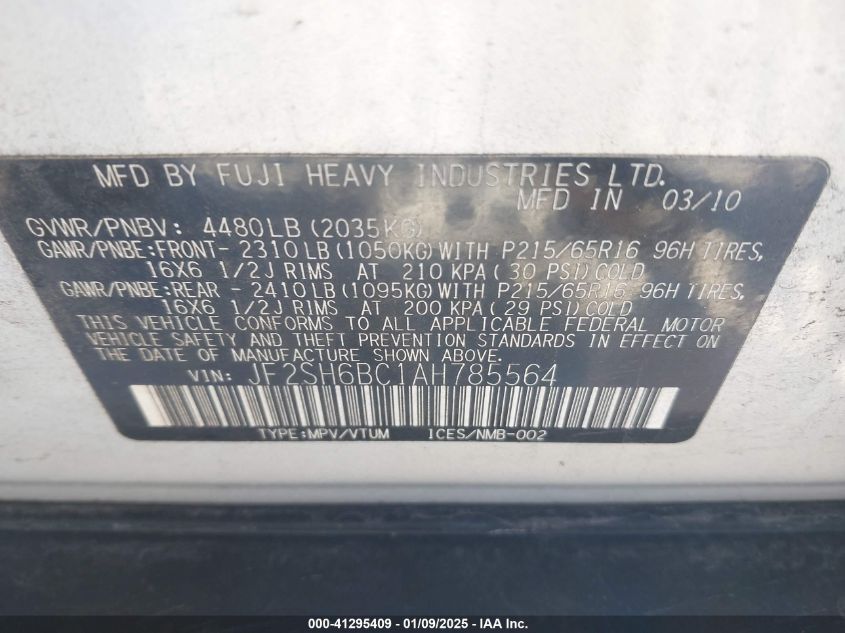 MFD BY FUJI HEAVY INDUSTRIES LTD.
MFD IN 03/10
GVWR/PNBV: 4480LB (2035KG)
GAWR/PNBE:FRONT- 2310LB(1050KG)WITH P215/65R16 96H TIRES,
16X6 1/2J RIMS AT 210 KPA( 30 PSI)COLD
GAWR/PNBE:REAR - 2410LB(1095KG)WITH P215/65R16 96H TIRES,
16X6 1/2J RIMS AT 200 KPA( 29 PSI)COLD
THIS VEHICLE CONFORMS TO ALL APPLICABLE FEDERAL MOTOR
VEHICLE SAFETY AND THEFT PREVENTION STANDARDS IN EFFECT ON
THE DATE OF MANUFACTURE SHOWN ABOVE.
VIN: JF2SH6BC1AH785564
TYPE:MPV/VTUM ICES/NMB-002
000-41295409 - 01/09/2025 - IAA Inc.